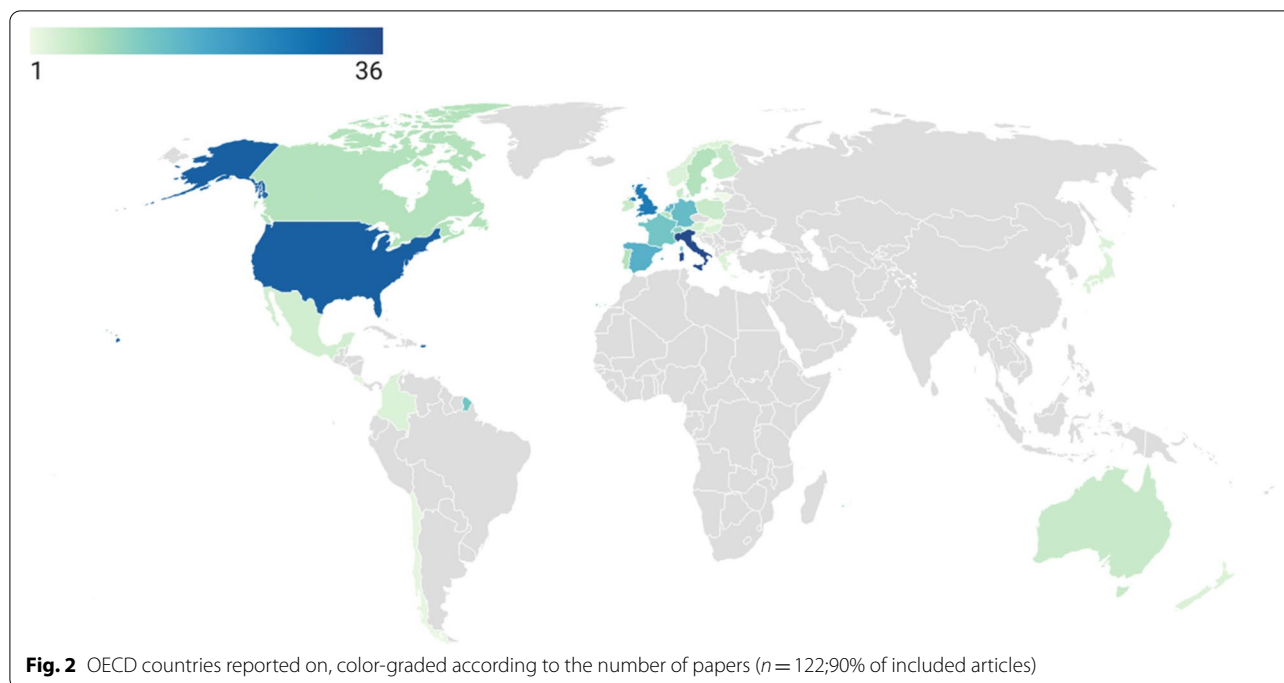 1 36
Fig. 2 OECD countries reported on, color-graded according to the number of papers (n = 122;90% of included articles)